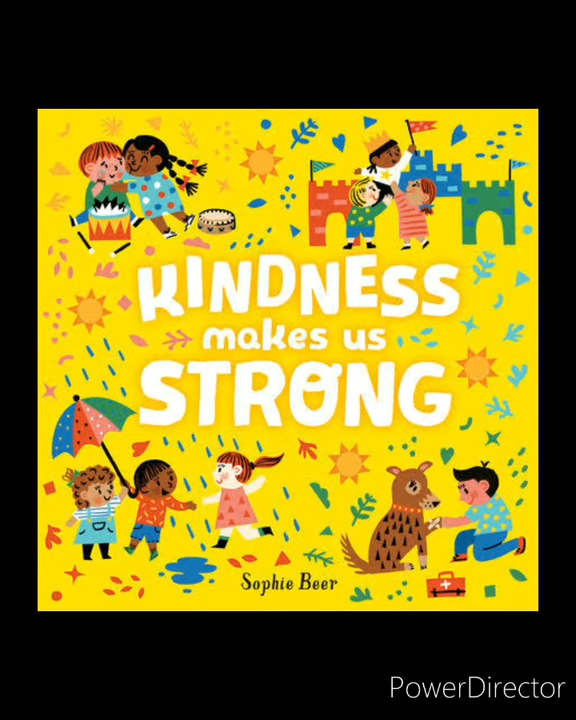 KINDNESS
makes us
STRONG
Sophie Beer
PowerDirector